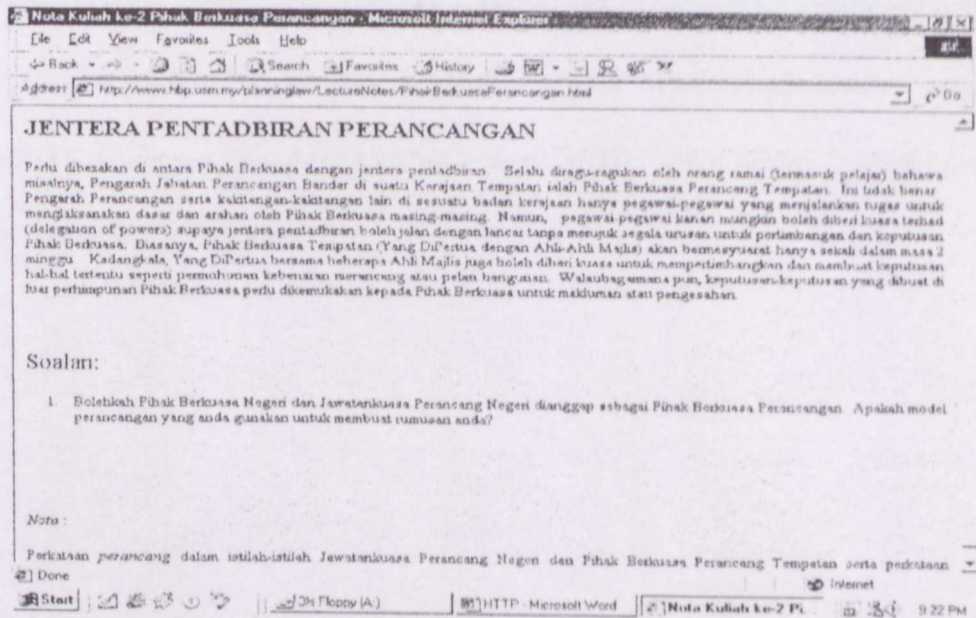 Nota Kuliah ke-2 Pihak Berkuasa Perancangan - Microsoft Internet Explorer
File Edit View Favorites Tools Help
Back Search Favorites History
Address http://www.hbp.usm.my/planninglaw/LectureNotes/PihakBerkuasaPerancangan.html Go
JENTERA PENTADBIRAN PERANCANGAN
Perlu dibezakan di antara Pihak Berkuasa dengan jentera pentadbiran. Selalu diragu-ragukan oleh orang ramai (termasuk pelajar) bahawa
misalnya, Pengarah Jabatan Perancangan Bandar di suatu Kerajaan Tempatan ialah Pihak Berkuasa Perancang Tempatan. Ini tidak benar.
Pengarah Perancangan serta kakitangan-kakitangan lain di sesuatu badan kerajaan hanya pegawai-pegawai yang menjalankan tugas untuk
menglaksanakan dasar dan arahan oleh Pihak Berkuasa masing-masing. Namun, pegawai-pegawai kanan mungkin boleh diberi kuasa terhad
(delegation of powers) supaya jentera pentadbiran boleh jalan dengan lancar tanpa merujuk segala urusan untuk pertimbangan dan keputusan
Pihak Berkuasa. Biasanya, Pihak Berkuasa Tempatan (Yang DiPertua dengan Ahli-Ahli Majlis) akan bermesyuarat hanya sekali dalam masa 2
minggu. Kadangkala, Yang DiPertua bersama beberapa Ahli Majlis juga boleh diberi kuasa untuk mempertimbangkan dan membuat keputusan
hal-hal tertentu seperti permohonan kebenaran merancang atau pelan bangunan. Walaubagaimana pun, keputusan-keputusan yang dibuat di
luar perhimpunan Pihak Berkuasa perlu dikemukakan kepada Pihak Berkuasa untuk makluman atau pengesahan.
Soalan:
1. Bolehkah Pihak Berkuasa Negeri dan Jawatankuasa Perancang Negeri dianggap sebagai Pihak Berkuasa Perancangan. Apakah model
perancangan yang anda gunakan untuk membuat rumusan anda?
Nota :
Perkataan perancang dalam istilah-istilah Jawatankuasa Perancang Negeri dan Pihak Berkuasa Perancang Tempatan serta perkataan
Done Internet
Start 3½ Floppy (A:) HTTP - Microsoft Word Nota Kuliah ke-2 Pi... 9:22 PM